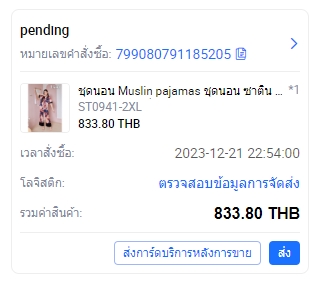 pending
หมายเลขคำสั่งซื้อ: 799080791185205
ชุดนอน Muslin pajamas ชุดนอน ซาติน ... *1
ST0941-2XL
833.80 THB
เวลาสั่งซื้อ: 2023-12-21 22:54:00
โลจิสติก: ตรวจสอบข้อมูลการจัดส่ง
รวมค่าสินค้า: 833.80 THB
ส่งการ์ดบริการหลังการขาย ส่ง